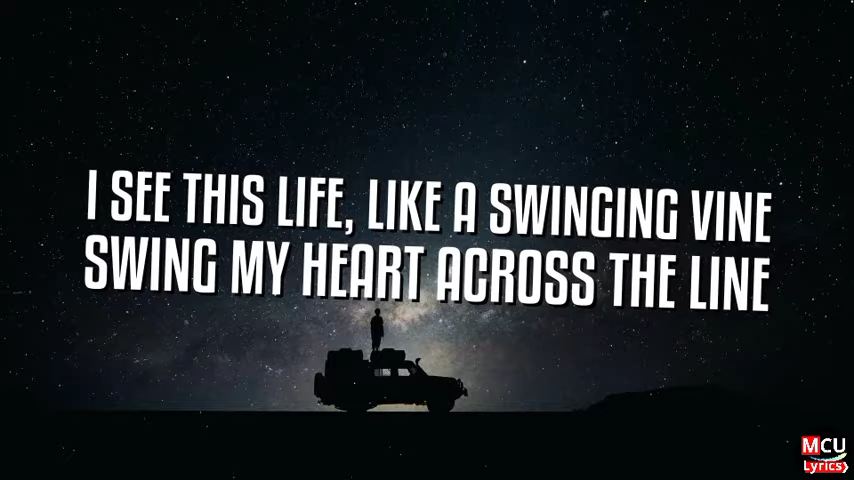 I SEE THIS LIFE, LIKE A SWINGING VINE
SWING MY HEART ACROSS THE LINE
MCU
Lyrics